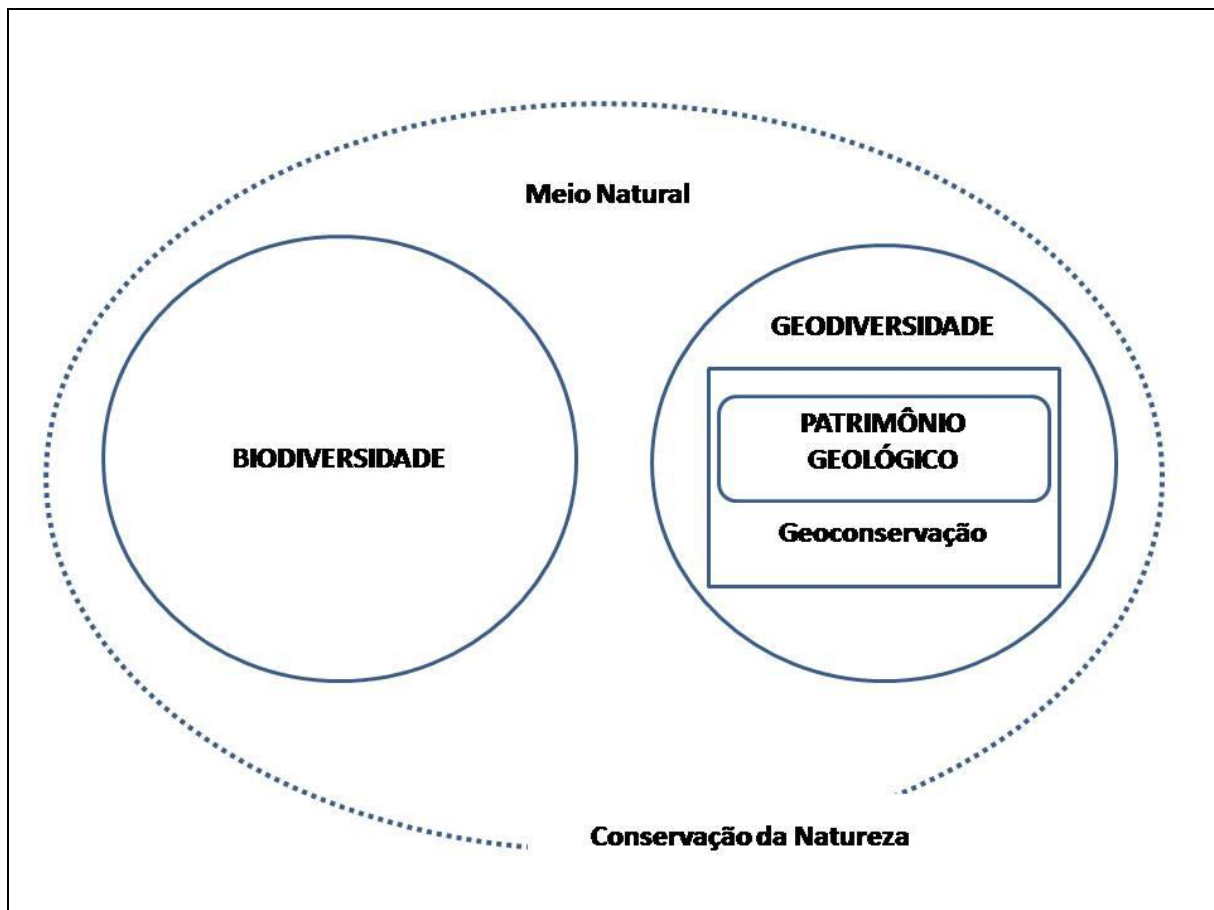 Meio Natural
GEODIVERSIDADE
BIODIVERSIDADE
PATRIMÔNIO
GEOLÓGICO
Geoconservação
Conservação da Natureza